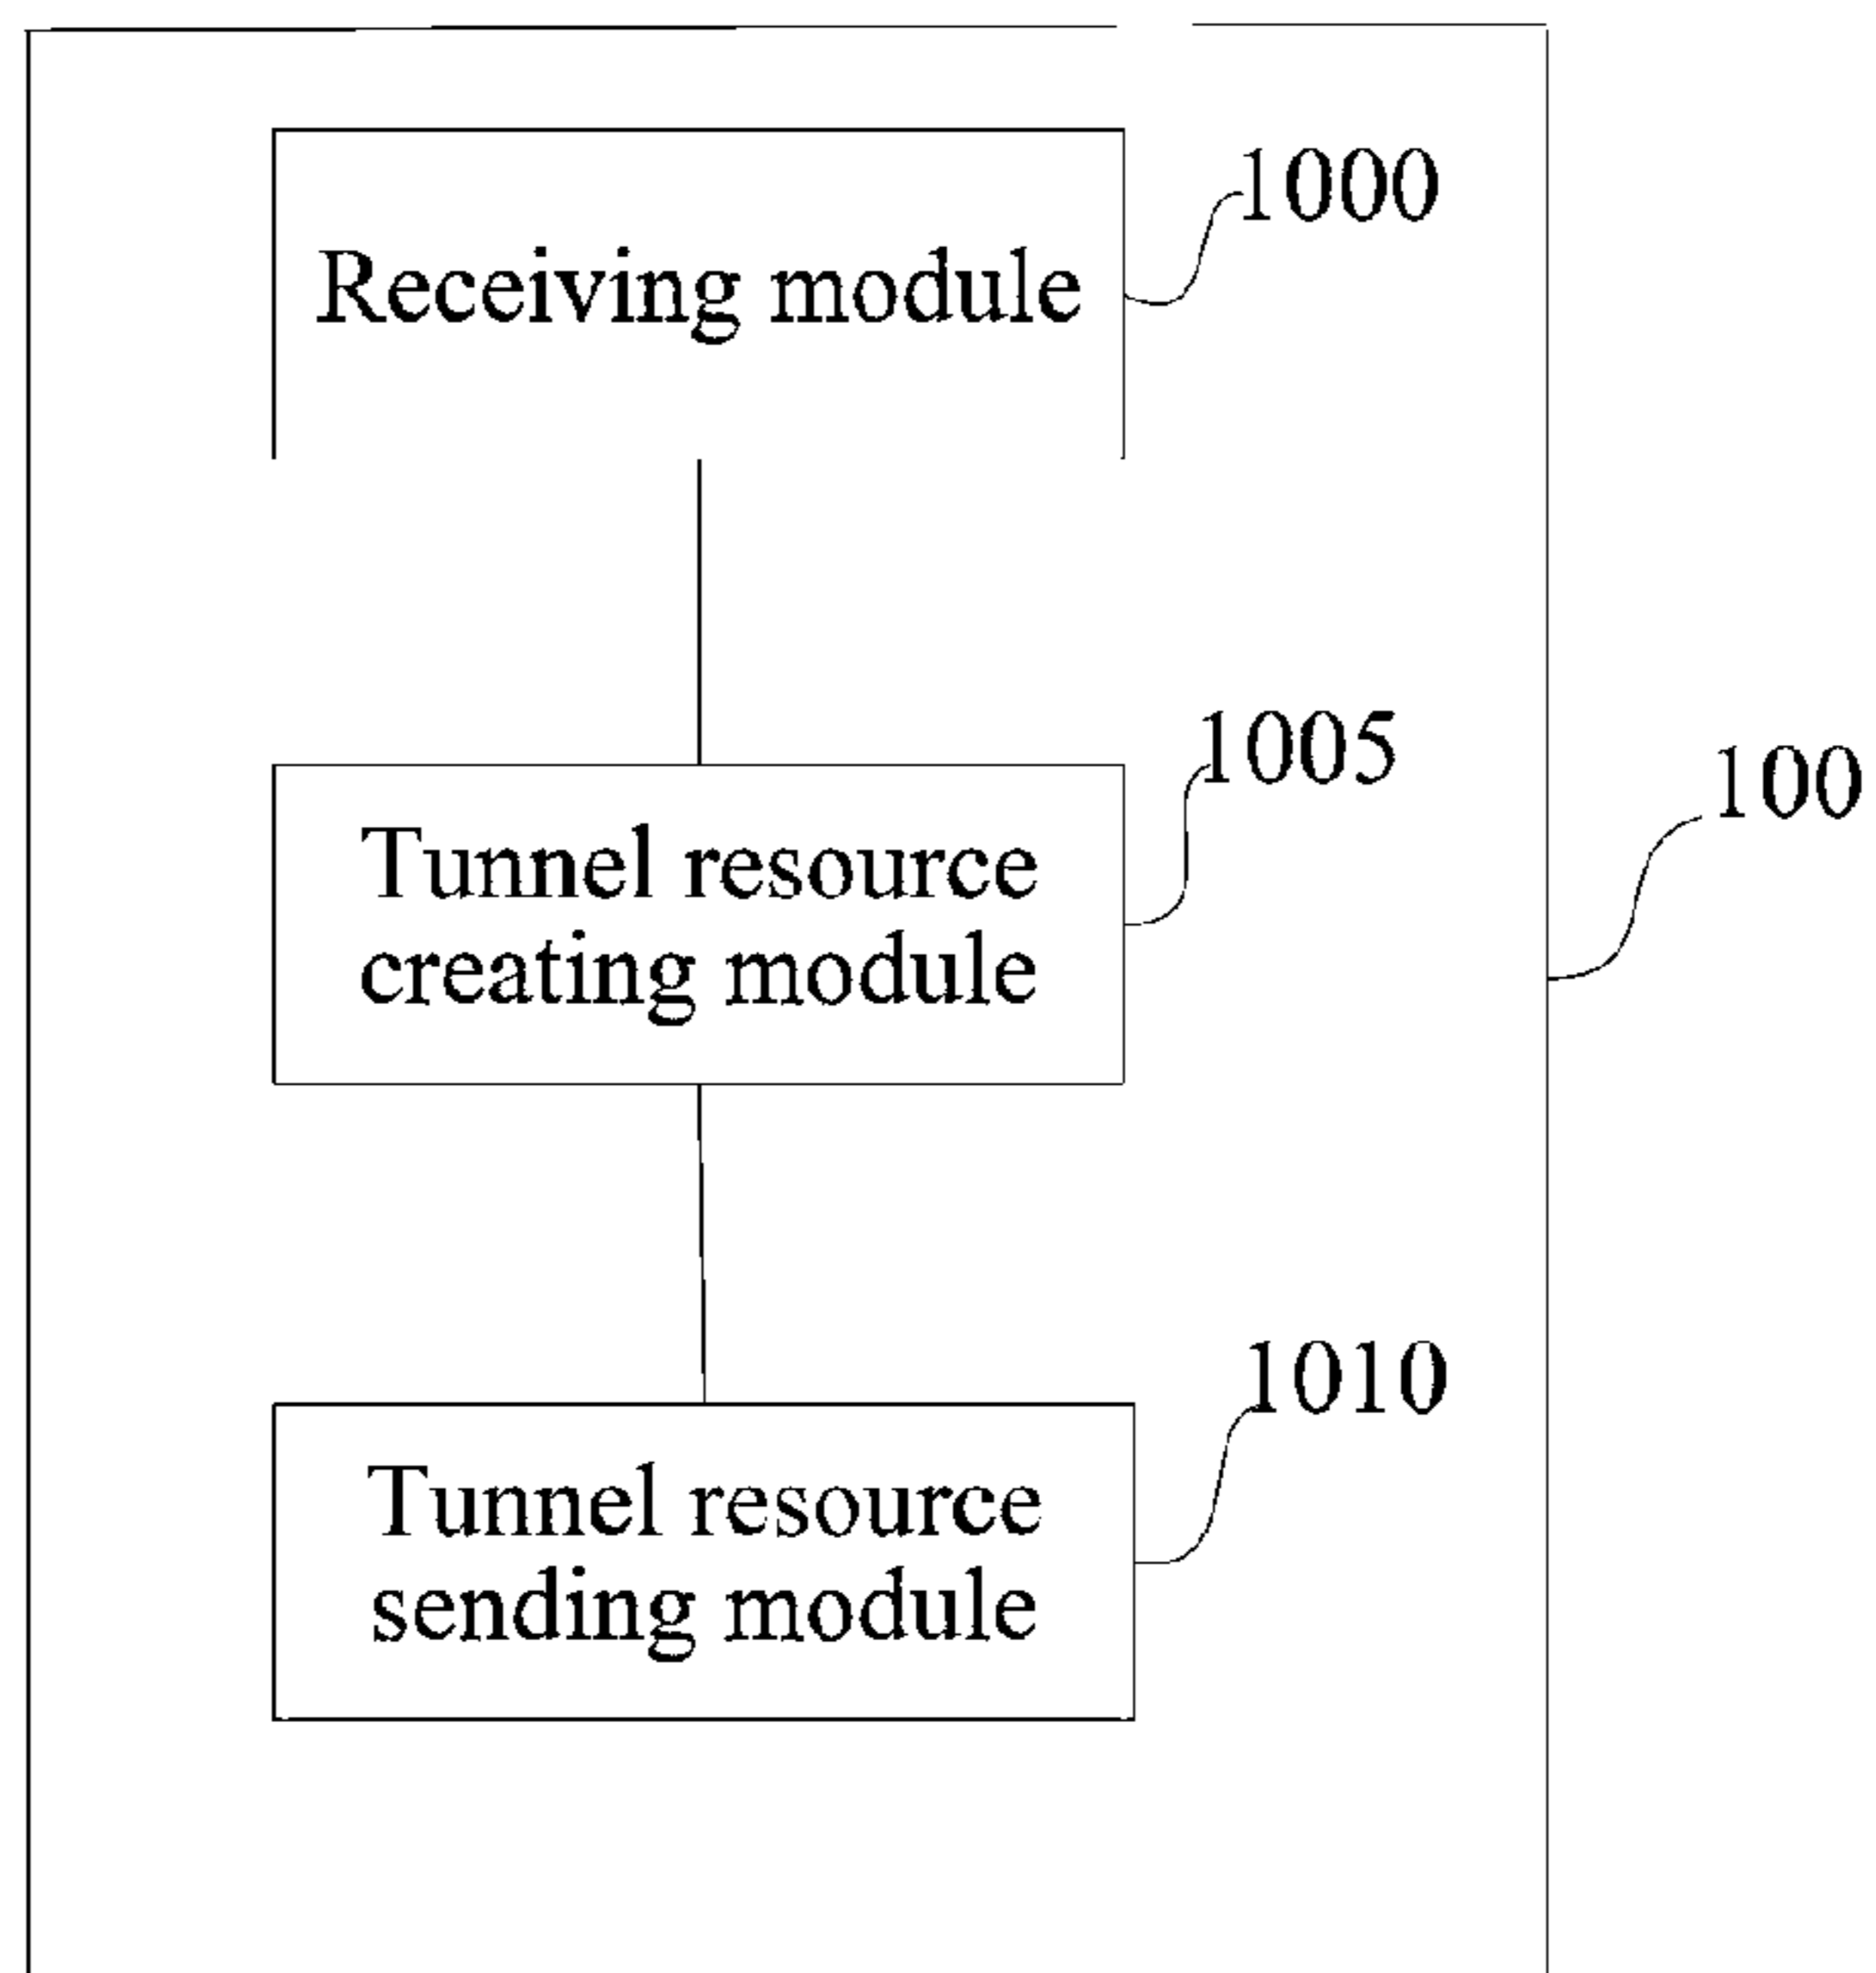 1000
Receiving module
1005
100
Tunnel resource
creating module
1010
Tunnel resource
sending module